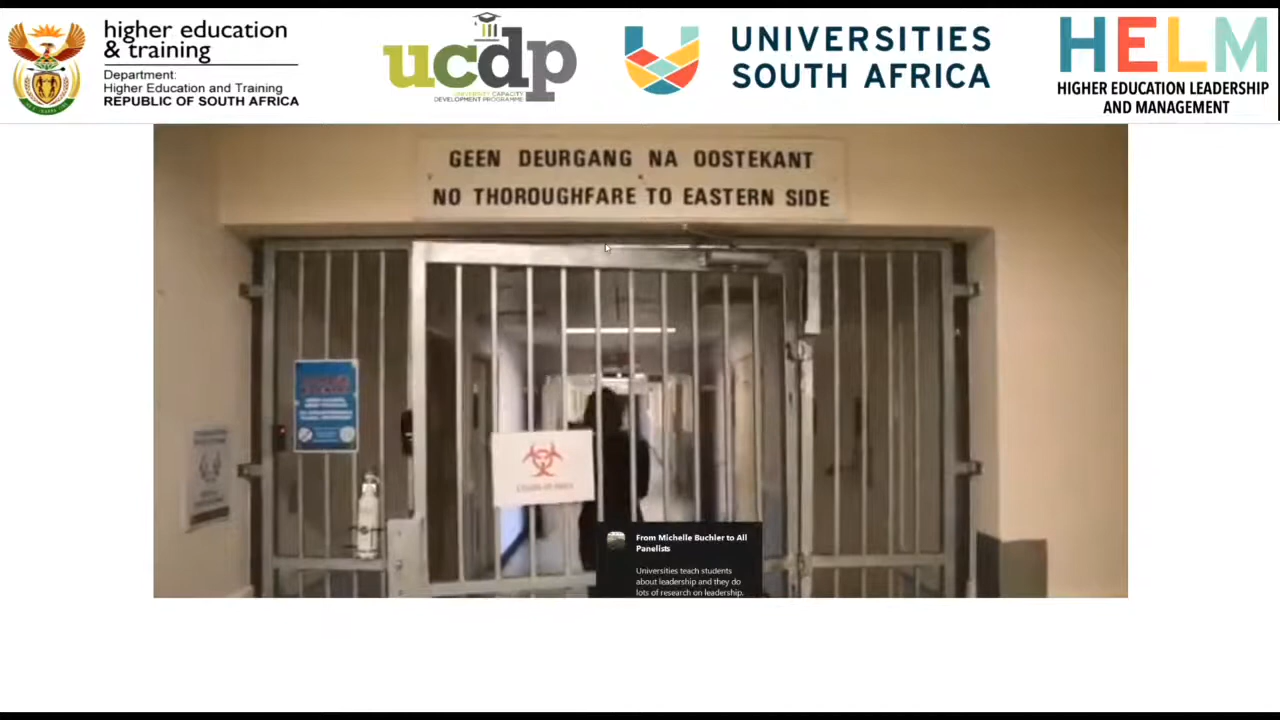 higher education
& training
Department:
Higher Education and Training
REPUBLIC OF SOUTH AFRICA
ucdp
UNIVERSITY CAPACITY
DEVELOPMENT PROGRAMME
UNIVERSITIES
SOUTH AFRICA
HELM
HIGHER EDUCATION LEADERSHIP
AND MANAGEMENT
GEEN DEURGANG NA OOSTEKANT
NO THOROUGHFARE TO EASTERN SIDE
From Michelle Buchler to All
Panelists
Universities teach students
about leadership and they do
lots of research on leadership.